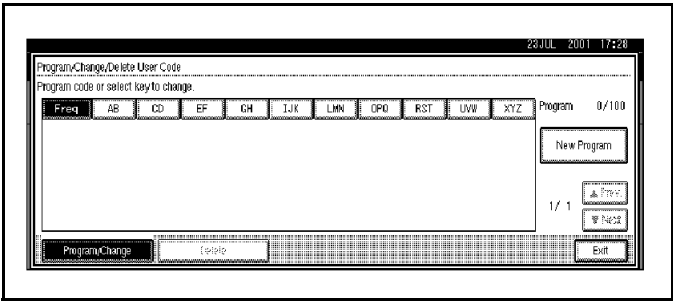 23JUL 2001 17:28
Program/Change/Delete User Code
Program code or select key to change.
Freq AB CD EF GH IJK LMN OPQ RST UVW XYZ Program 0/100
New Program
▲ Prev.
1/ 1
▼ Next
Program/Change Delete Exit